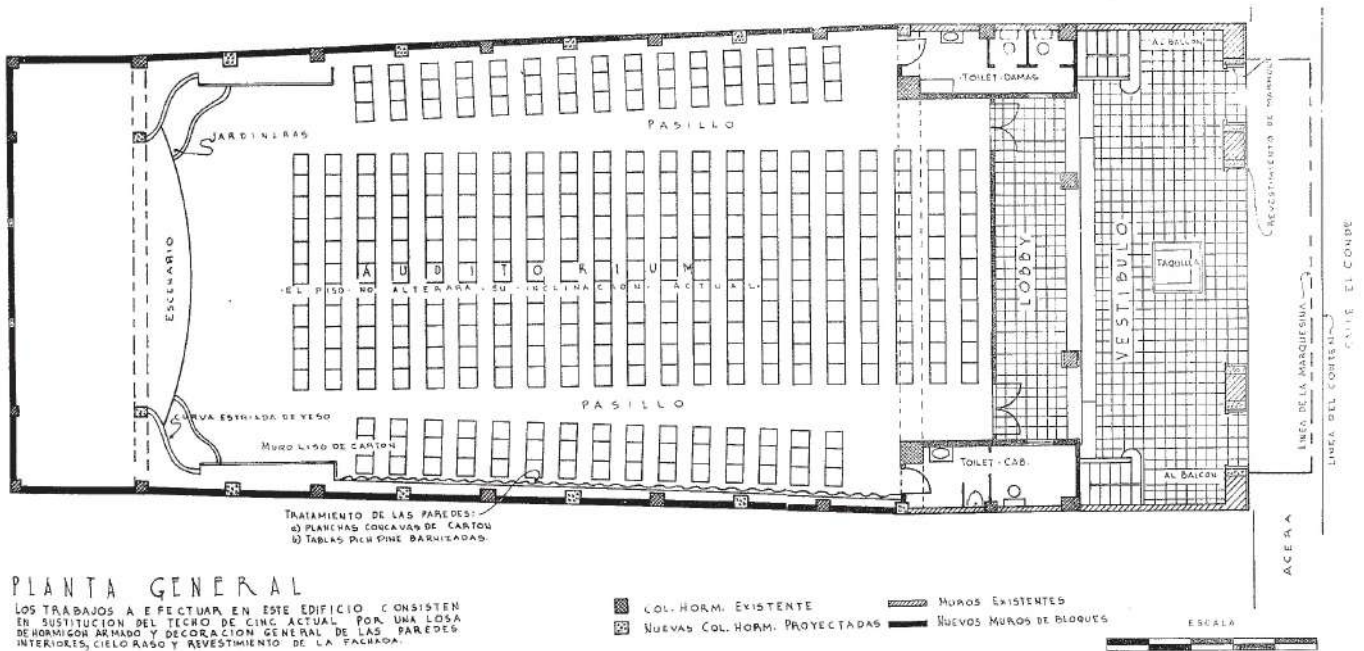 AL BALCON
TOILET-DAMAS
PASILLO
JARDINERAS
REVESTIMIENTO DE MARMOL
ESCENARIO
AUDITORIUM
EL PISO NO ALTERARA SU INCLINACION ACTUAL.
LOBBY
VESTIBULO
TAQUILLA
LINEA DE LA MARQUESINA
LINEA DEL CONTEN
CALLE EL CONDE
PASILLO
CURVA ESTRIADA DE YESO
MURO LISO DE CARTON
TOILET-CAB.
AL BALCON
ACERA
TRATAMIENTO DE LAS PAREDES:
a) PLANCHAS CONCAVAS DE CARTON
b) TABLAS PICH PINE BARNIZADAS.
PLANTA GENERAL
LOS TRABAJOS A EFECTUAR EN ESTE EDIFICIO CONSISTEN
EN SUSTITUCION DEL TECHO DE CINC ACTUAL POR UNA LOSA
DE HORMIGON ARMADO Y DECORACION GENERAL DE LAS PAREDES
INTERIORES, CIELO RASO Y REVESTIMIENTO DE LA FACHADA.
COL. HORM. EXISTENTE
NUEVAS COL. HORM. PROYECTADAS
MUROS EXISTENTES
NUEVOS MUROS DE BLOQUES
ESCALA